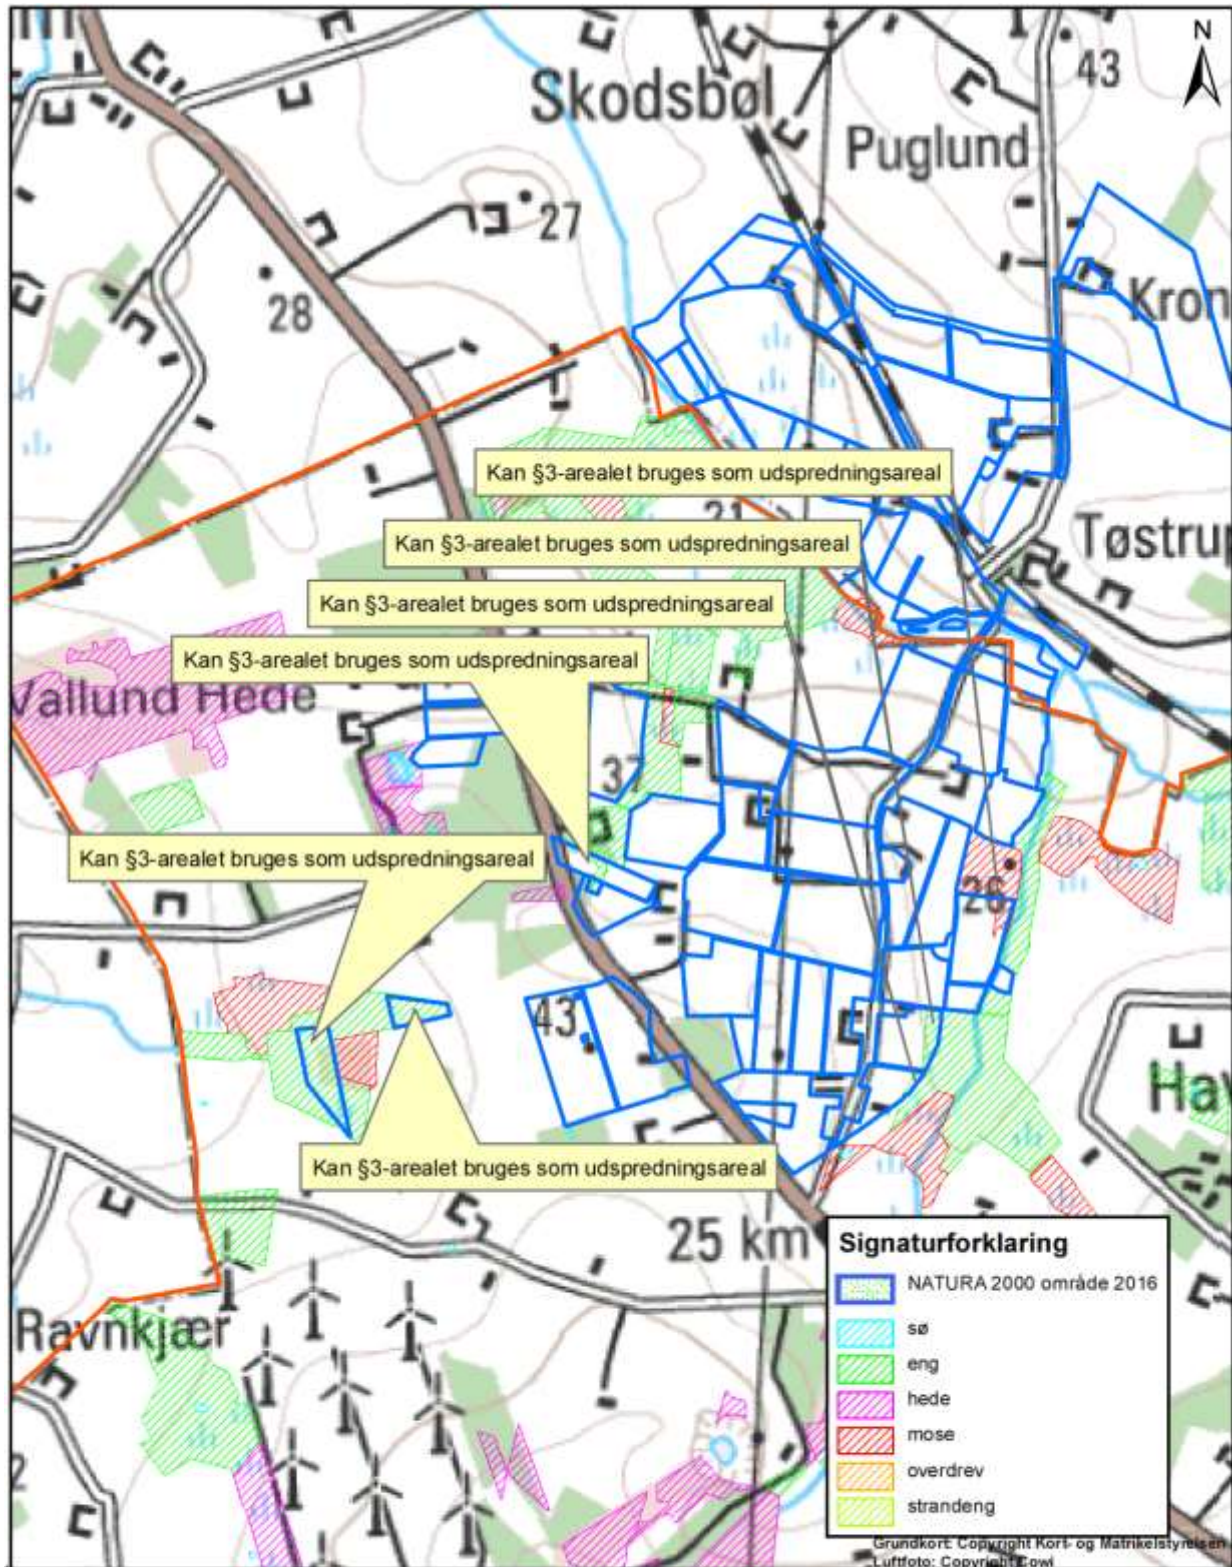 N
43
Skodsbøl
Puglund
27
28
Kron
Kan §3-arealet bruges som udspredningsareal
21
Kan §3-arealet bruges som udspredningsareal
Tøstrup
Kan §3-arealet bruges som udspredningsareal
Kan §3-arealet bruges som udspredningsareal
Vallund Hede
37
Kan §3-arealet bruges som udspredningsareal
26
43
Hav
Kan §3-arealet bruges som udspredningsareal
25 km
Signaturforklaring
NATURA 2000 område 2016
sø
eng
hede
mose
overdrev
strandeng
Ravnkjær
2
Grundkort: Copyright Kort- og Matrikelstyrelsen
Luftfoto: Copyright Cowi